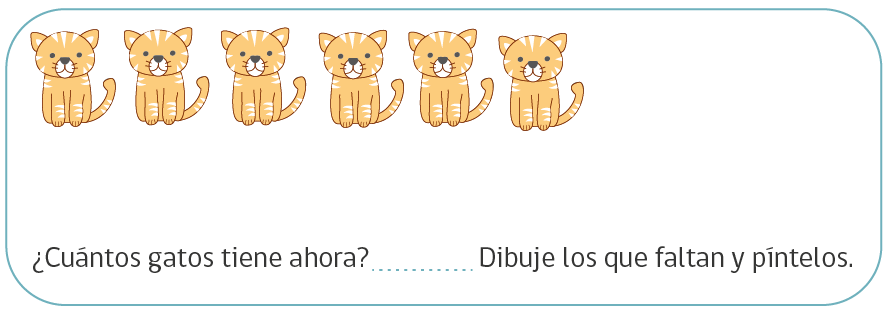 ¿Cuántos gatos tiene ahora?............ Dibuje los que faltan y píntelos.